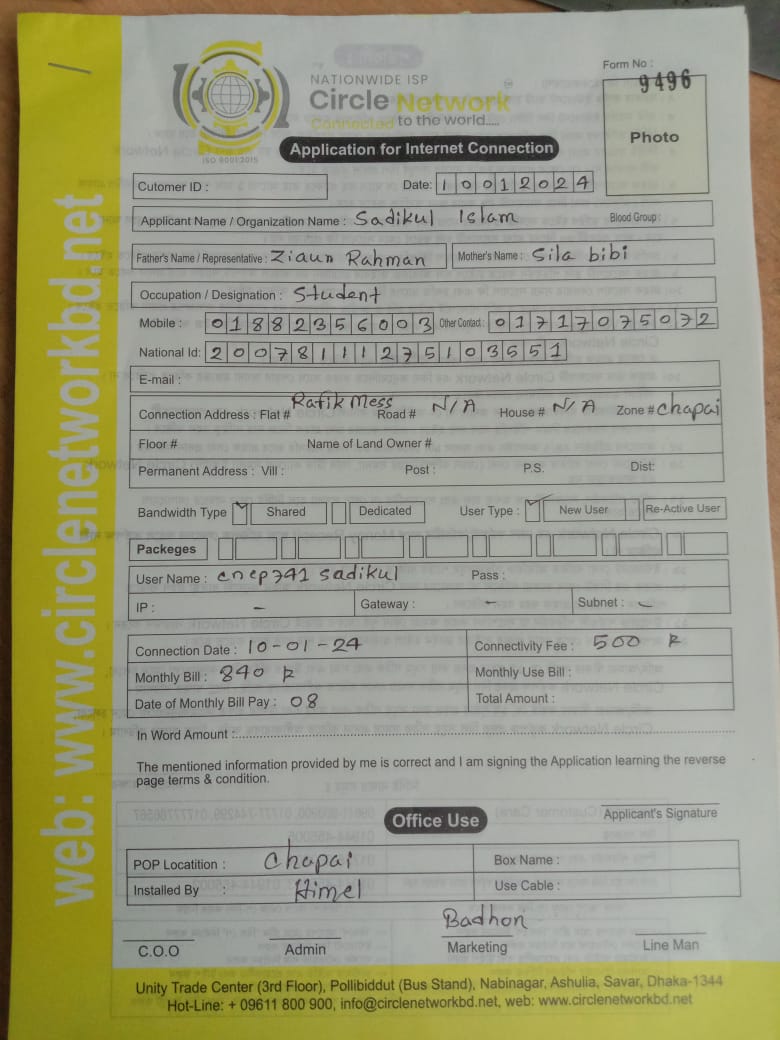 Form No :
9496
NATIONWIDE ISP
Circle Network
Connected to the world.....
ISO 9001:2015
Photo
Application for Internet Connection
Cutomer ID :
Date: 10012024
Applicant Name / Organization Name : Sadikul Islam Blood Group :
Father's Name / Representative : Ziaur Rahman Mother's Name : Sila bibi
Occupation / Designation : Student
Mobile : 01882356003 Other Contact : 01717075072
National Id: 20078111275103551
E-mail :
Connection Address : Flat # Rafik Mess Road # N/A House # N/A Zone # chapai
Floor # Name of Land Owner #
Permanent Address : Vill : Post : P.S. Dist:
Bandwidth Type Shared Dedicated User Type : New User Re-Active User
Packeges
User Name : cncp741 sadikul Pass :
IP : – Gateway : – Subnet : –
Connection Date : 10-01-24 Connectivity Fee : 500
Monthly Bill : 840 Monthly Use Bill :
Date of Monthly Bill Pay : 08 Total Amount :
In Word Amount :
The mentioned information provided by me is correct and I am signing the Application learning the reverse
page terms & condition.
Applicant's Signature
Office Use
POP Locatition : Chapai Box Name :
Installed By : Himel Use Cable :
Badhon
C.O.O Admin Marketing Line Man
Unity Trade Center (3rd Floor), Pollibiddut (Bus Stand), Nabinagar, Ashulia, Savar, Dhaka-1344
Hot-Line: + 09611 800 900, info@circlenetworkbd.net, web: www.circlenetworkbd.net
web: www.circlenetworkbd.net